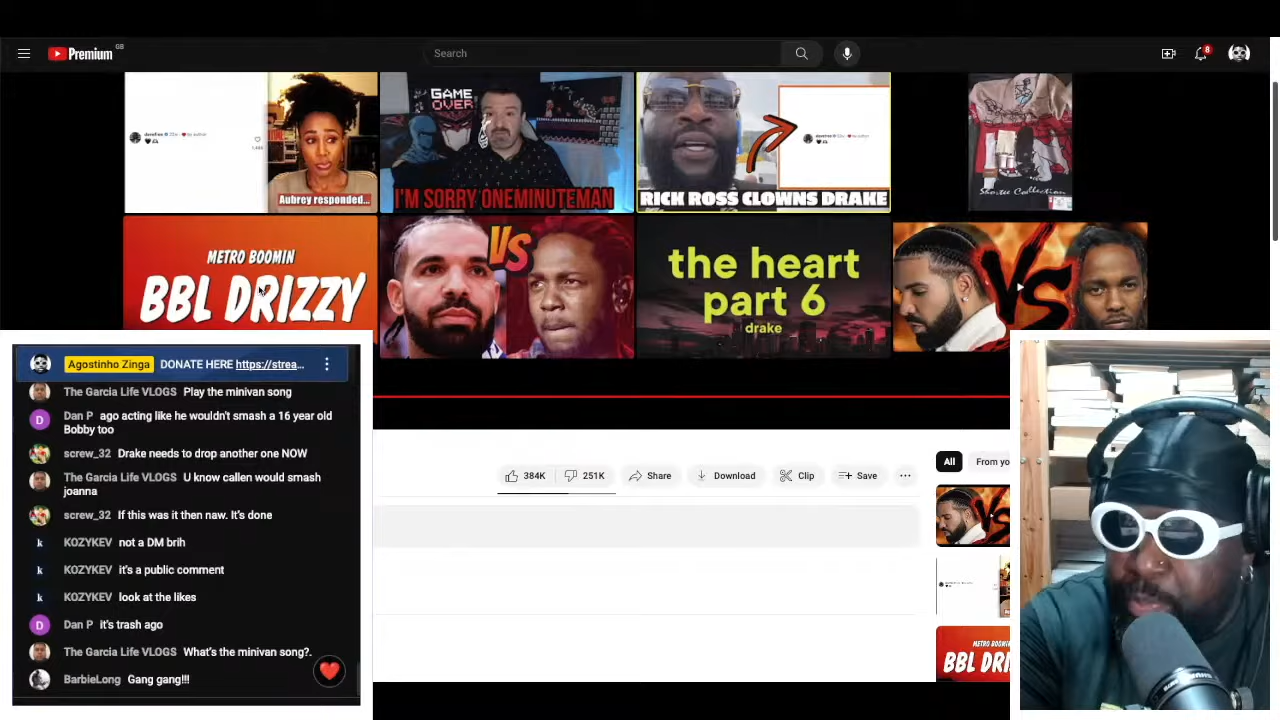 Premium GB
Search
8
Aubrey responded...
GAME
OVER
I'M SORRY ONEMINUTEMAN
RICK ROSS CLOWNS DRAKE
METRO BOOMIN
BBL DRIZZY
VS
the heart
part 6
drake
VS
Agostinho Zinga DONATE HERE https://strea...
The Garcia Life VLOGS Play the minivan song
Dan P ago acting like he wouldn't smash a 16 year old
Bobby too
screw_32 Drake needs to drop another one NOW
The Garcia Life VLOGS U know callen would smash
joanna
screw_32 If this was it then naw. It's done
KOZYKEV not a DM brih
KOZYKEV it's a public comment
KOZYKEV look at the likes
D Dan P it's trash ago
The Garcia Life VLOGS What's the minivan song?.
BarbieLong Gang gang!!!
384K 251K Share Download Clip Save
All From yo
VS
METRO BOOMIN
BBL DRI